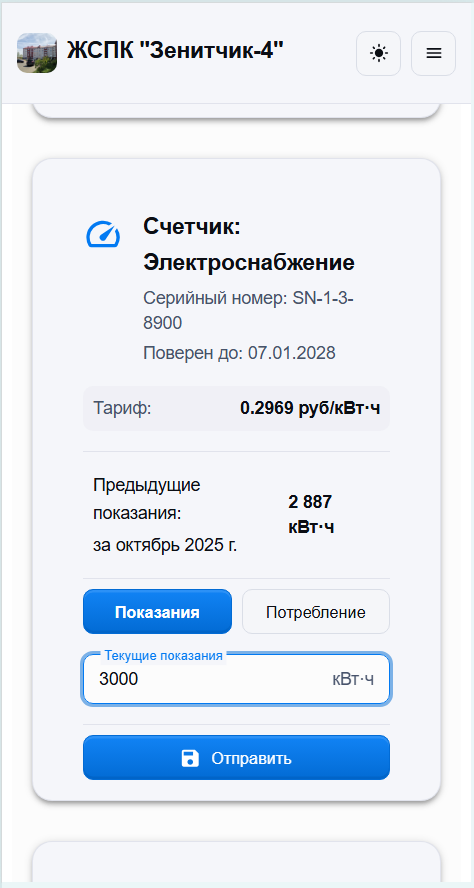 ЖСПК "Зенитчик-4"
Счетчик:
Электроснабжение
Серийный номер: SN-1-3-
8900
Поверен до: 07.01.2028
Тариф: 0.2969 руб/кВт·ч
Предыдущие
показания:
за октябрь 2025 г.
2 887
кВт·ч
Показания Потребление
Текущие показания
3000 кВт·ч
Отправить